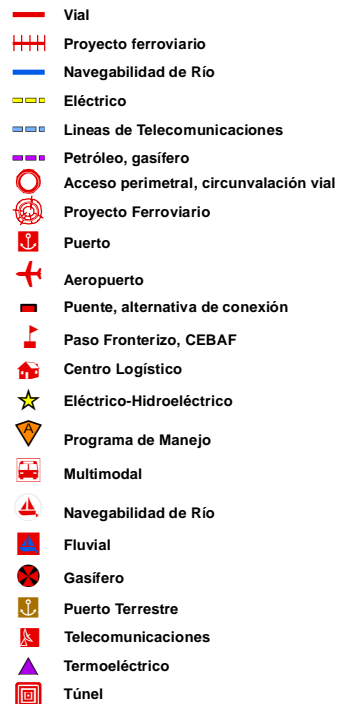 Vial
Proyecto ferroviario
Navegabilidad de Río
Eléctrico
Lineas de Telecomunicaciones
Petróleo, gasífero
Acceso perimetral, circunvalación vial
Proyecto Ferroviario
Puerto
Aeropuerto
Puente, alternativa de conexión
Paso Fronterizo, CEBAF
Centro Logístico
Eléctrico-Hidroeléctrico
A
Programa de Manejo
Multimodal
Navegabilidad de Río
Fluvial
Gasífero
Puerto Terrestre
Telecomunicaciones
Termoeléctrico
Túnel